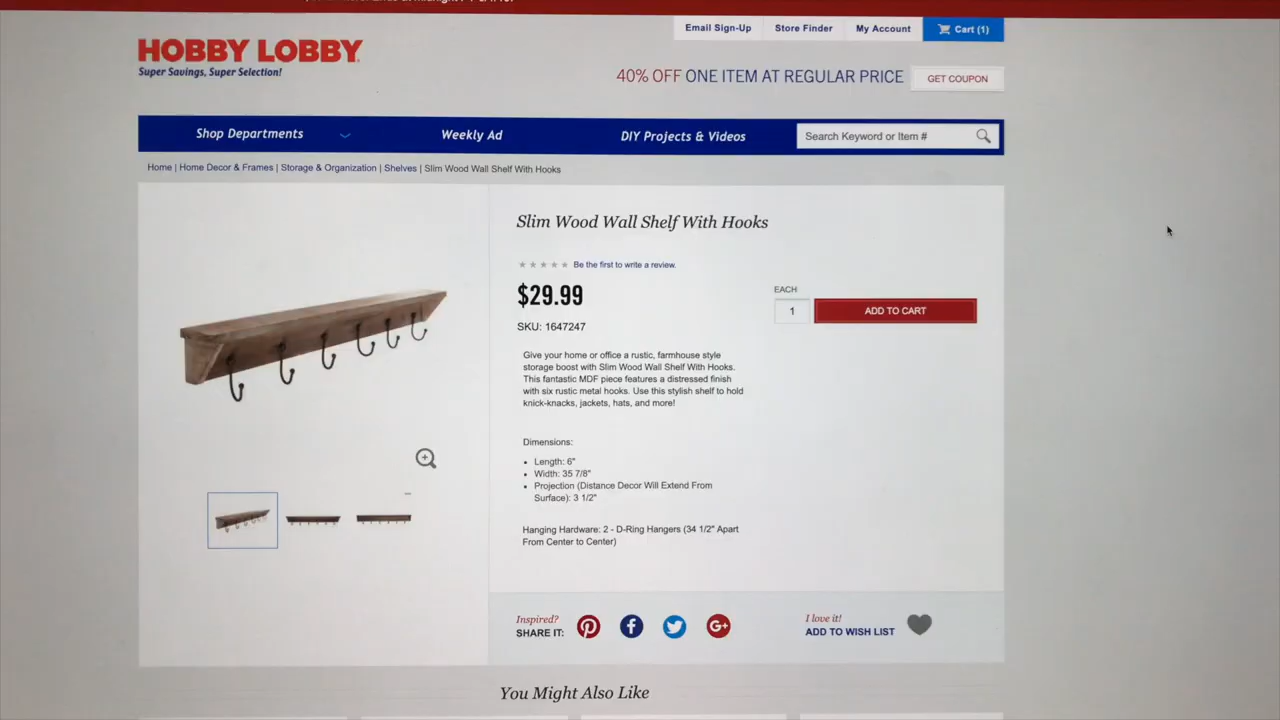 Email Sign-Up
Store Finder
My Account
Cart (1)
HOBBY LOBBY
Super Savings, Super Selection!
40% OFF ONE ITEM AT REGULAR PRICE
GET COUPON
Shop Departments
Weekly Ad
DIY Projects & Videos
Search Keyword or Item #
Home | Home Decor & Frames | Storage & Organization | Shelves | Slim Wood Wall Shelf With Hooks
Slim Wood Wall Shelf With Hooks
Be the first to write a review.
$29.99
EACH
1
ADD TO CART
SKU: 1647247
Give your home or office a rustic, farmhouse style
storage boost with Slim Wood Wall Shelf With Hooks.
This fantastic MDF piece features a distressed finish
with six rustic metal hooks. Use this stylish shelf to hold
knick-knacks, jackets, hats, and more!
Dimensions:
• Length: 6"
• Width: 35 7/8"
• Projection (Distance Decor Will Extend From
Surface): 3 1/2"
Hanging Hardware: 2 - D-Ring Hangers (34 1/2" Apart
From Center to Center)
Inspired?
SHARE IT:
I love it!
ADD TO WISH LIST
You Might Also Like